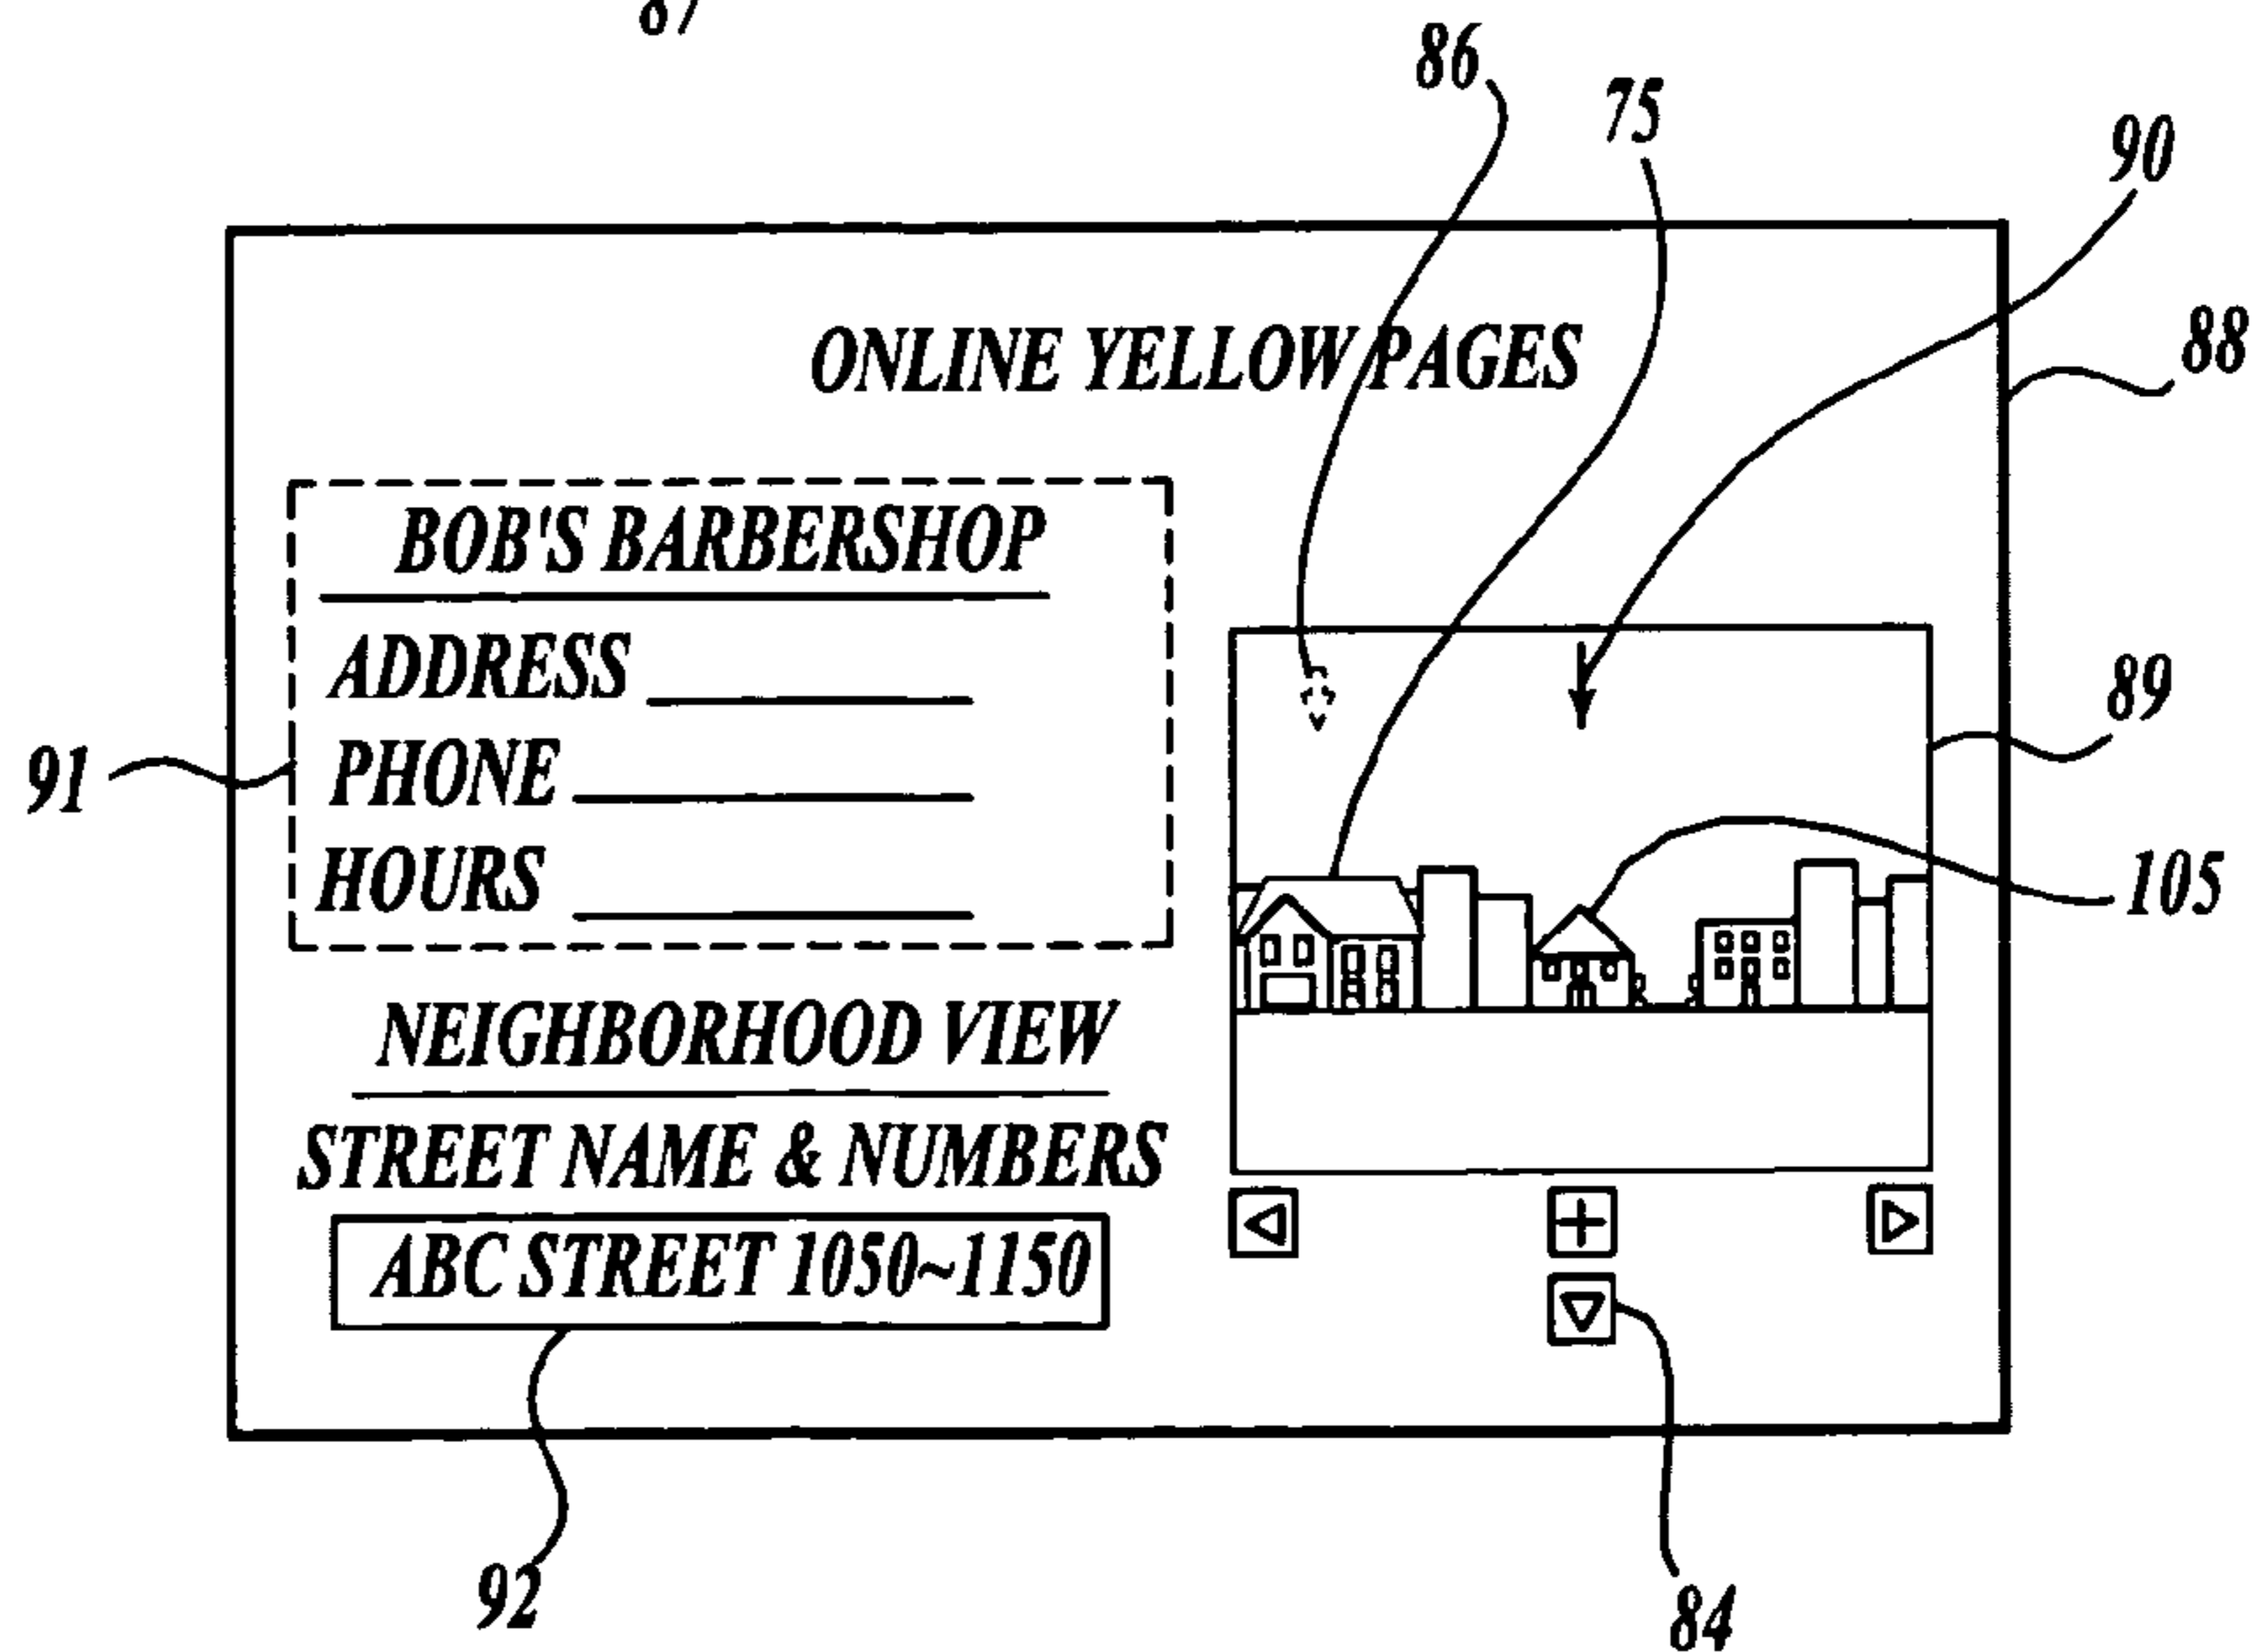 87
86
75
90
88
ONLINE YELLOW PAGES
BOB'S BARBERSHOP
ADDRESS
PHONE
HOURS
91
89
105
NEIGHBORHOOD VIEW
STREET NAME & NUMBERS
ABC STREET 1050~1150
92
84